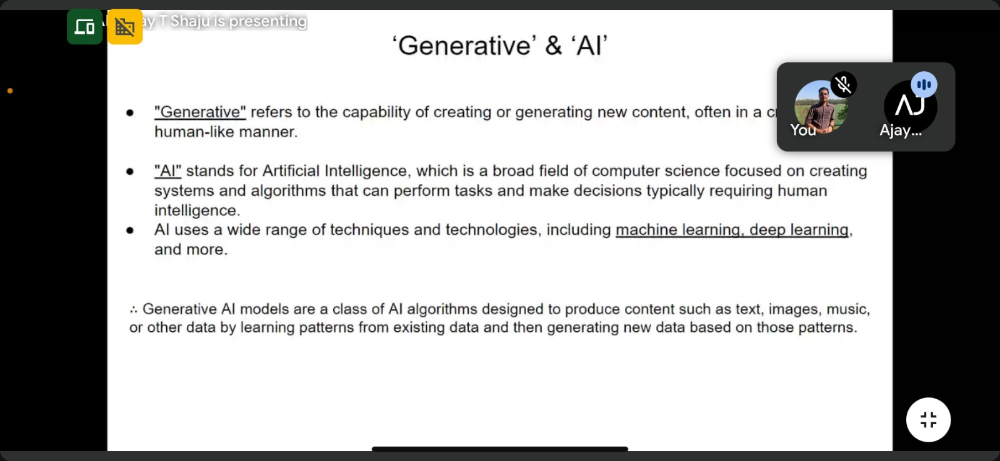 ay T Shaju is presenting
‘Generative’ & ‘AI’
● "Generative" refers to the capability of creating or generating new content, often in a
human-like manner.
● "AI" stands for Artificial Intelligence, which is a broad field of computer science focused on creating
systems and algorithms that can perform tasks and make decisions typically requiring human
intelligence.
● AI uses a wide range of techniques and technologies, including machine learning, deep learning,
and more.
∴ Generative AI models are a class of AI algorithms designed to produce content such as text, images, music,
or other data by learning patterns from existing data and then generating new data based on those patterns.
AJ
You
Ajay...